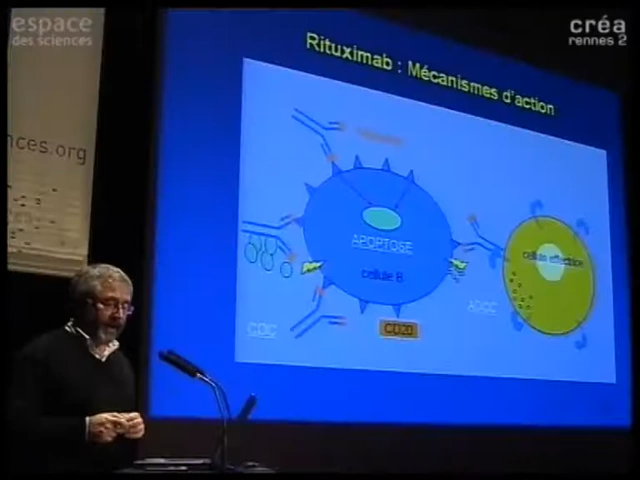 espace
des sciences
créa
rennes 2
Rituximab : Mécanismes d'action
nces.org
APOPTOSE
cellule B
cellule effectrice
CDC
ADCC
CD20